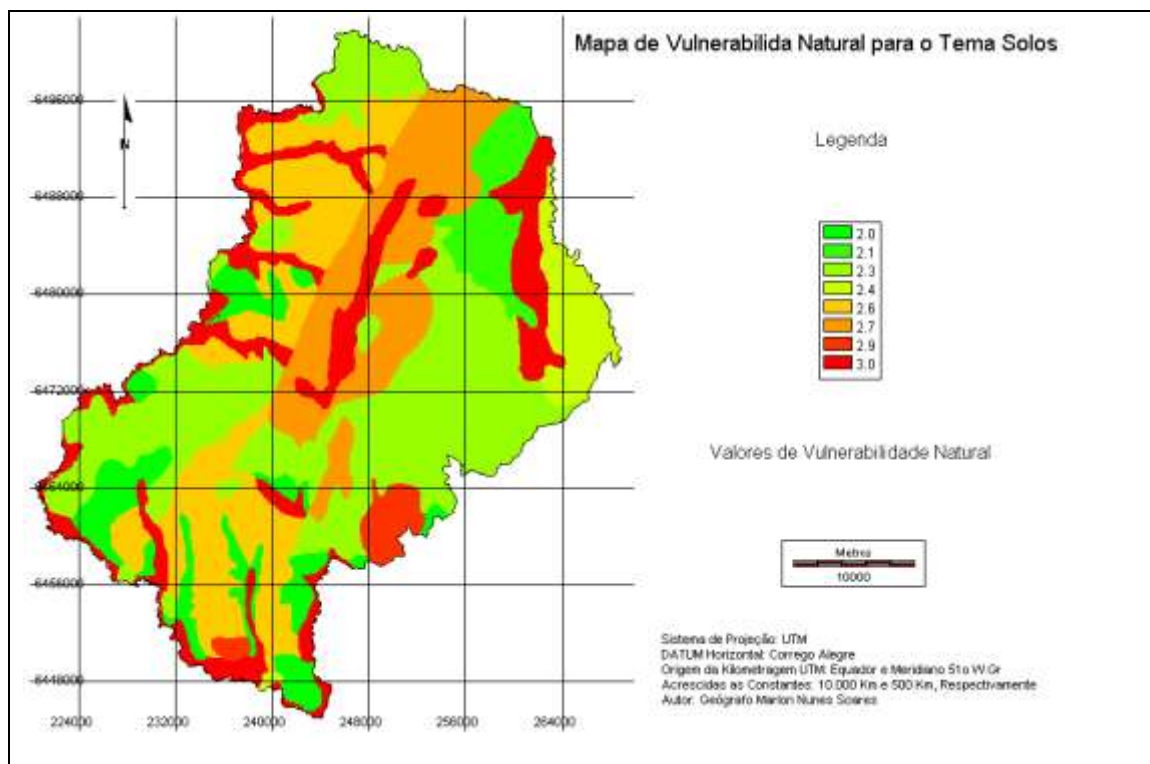 Mapa de Vulnerabilida Natural para o Tema Solos
6496000
N
Legenda
6488000
2.0
2.1
2.3
2.4
2.6
2.7
2.9
3.0
6480000
6472000
Valores de Vulnerabilidade Natural
6464000
Metros
10000
6456000
Sistema de Projeção: UTM
DATUM Horizontal: Corrego Alegre
Origem da Kilometragem UTM: Equador e Meridiano 51o W.Gr
Acrescidas as Constantes: 10.000 Km e 500 Km, Respectivamente
Autor: Geógrafo Marlon Nunes Soares
6448000
224000 232000 240000 248000 256000 264000